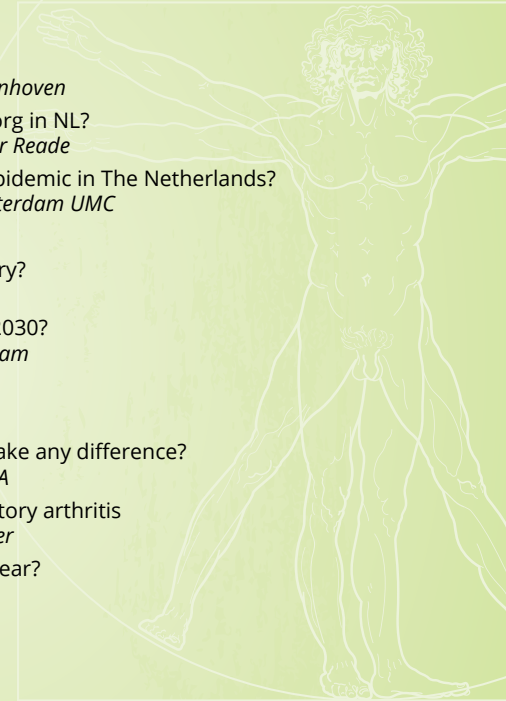 nhoven
org in NL?
r Reade
pidemic in The Netherlands?
terdam UMC
ry?
2030?
am
ake any difference?
A
tory arthritis
er
ear?